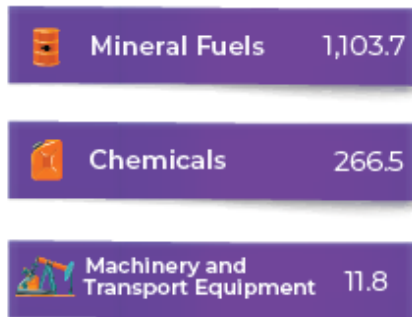 Mineral Fuels 1,103.7
Chemicals 266.5
Machinery and
Transport Equipment 11.8